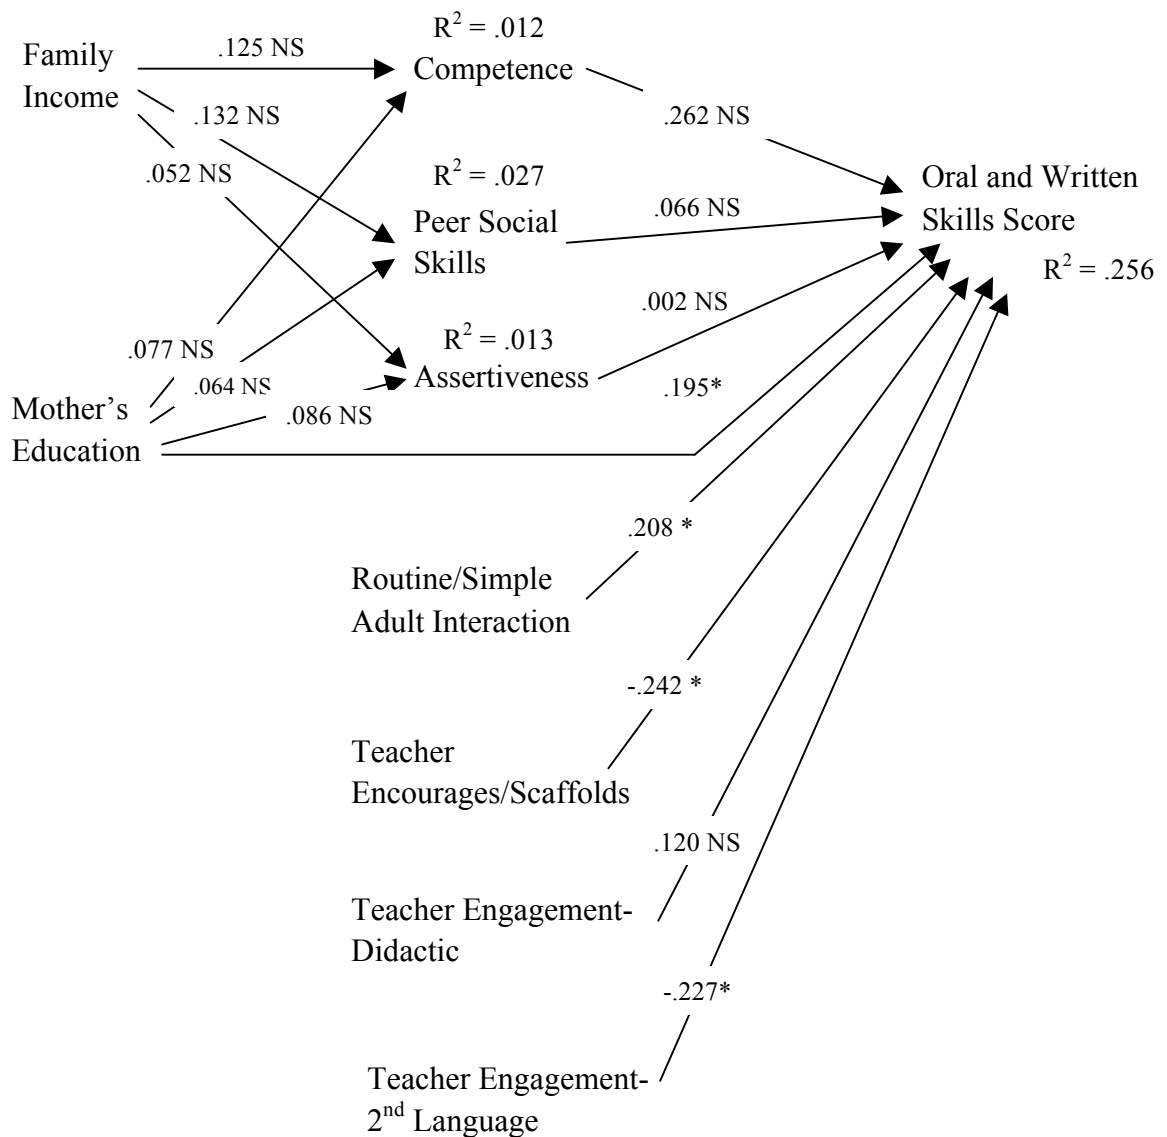 R² = .012
.125 NS
Family
Income
Competence
.132 NS
.262 NS
.052 NS
R² = .027
Oral and Written
Skills Score
Peer Social
Skills
.066 NS
R² = .256
.002 NS
R² = .013
.077 NS
Assertiveness
.064 NS
.195*
Mother’s
Education
.086 NS
.208 *
Routine/Simple
Adult Interaction
-.242 *
Teacher
Encourages/Scaffolds
.120 NS
Teacher Engagement-
Didactic
-.227*
Teacher Engagement-
2nd Language